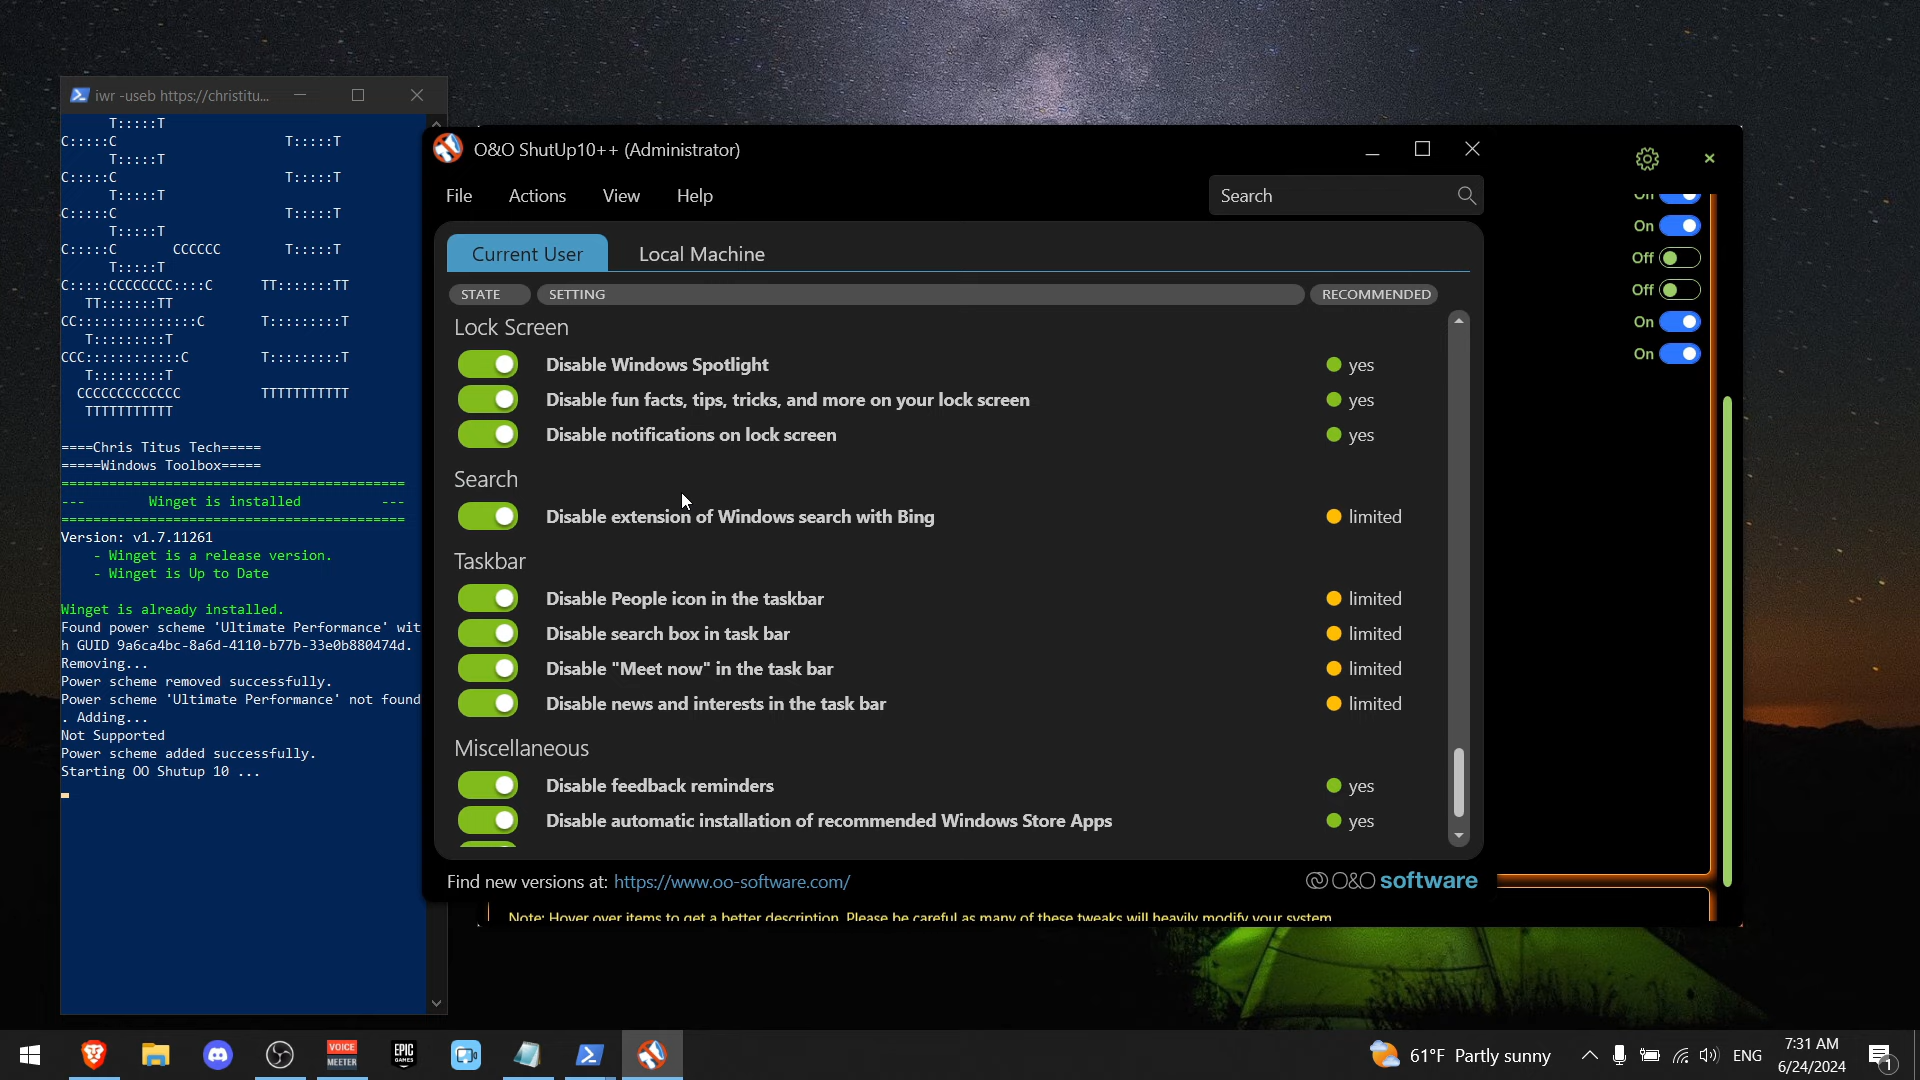 iwr -useb https://christitu...
T:::::T
C:::::C T:::::T
T:::::T
C:::::C T:::::T
T:::::T
C:::::C T:::::T
T:::::T
C:::::C CCCCCC T:::::T
T:::::T
C:::::CCCCCCCC::::C TT:::::::TT
TT:::::::TT
CC:::::::::::::::C T:::::::::T
T:::::::::T
CCC::::::::::::C T:::::::::T
T:::::::::T
CCCCCCCCCCCCC TTTTTTTTTTT
TTTTTTTTTTT
====Chris Titus Tech=====
=====Windows Toolbox=====
===========================================
--- Winget is installed ---
===========================================
Version: v1.7.11261
- Winget is a release version.
- Winget is Up to Date
Winget is already installed.
Found power scheme 'Ultimate Performance' wit
h GUID 9a6ca4bc-8a6d-4110-b77b-33e0b880474d.
Removing...
Power scheme removed successfully.
Power scheme 'Ultimate Performance' not found
. Adding...
Not Supported
Power scheme added successfully.
Starting OO Shutup 10 ...
O&O ShutUp10++ (Administrator)
File Actions View Help Search
Current User Local Machine
STATE SETTING RECOMMENDED
Lock Screen
Disable Windows Spotlight yes
Disable fun facts, tips, tricks, and more on your lock screen yes
Disable notifications on lock screen yes
Search
Disable extension of Windows search with Bing limited
Taskbar
Disable People icon in the taskbar limited
Disable search box in task bar limited
Disable "Meet now" in the task bar limited
Disable news and interests in the task bar limited
Miscellaneous
Disable feedback reminders yes
Disable automatic installation of recommended Windows Store Apps yes
Find new versions at: https://www.oo-software.com/ O&O software
On
On
Off
Off
On
On
Note: Hover over items to get a better description. Please be careful as many of these tweaks will heavily modify your system.
VOICE
MEETER
EPIC
GAMES
61°F Partly sunny
ENG
7:31 AM
6/24/2024
1